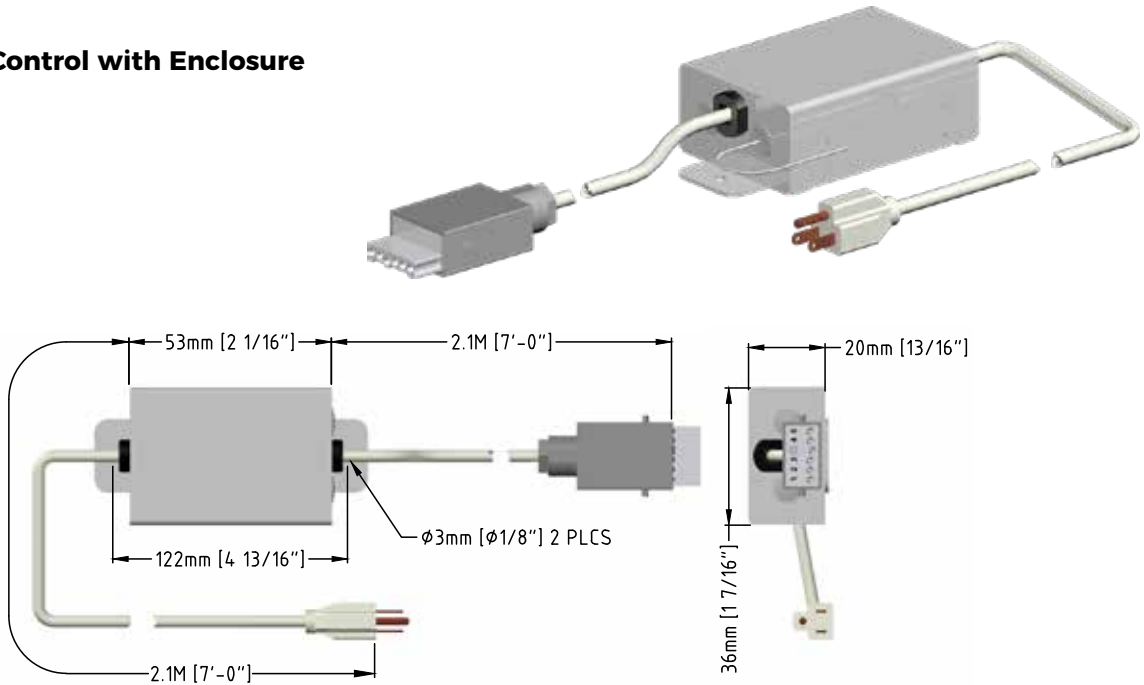 Control with Enclosure
53mm [2 1/16"]
2.1M [7'-0"]
20mm [13/16"]
Ø3mm [Ø1/8"] 2 PLCS
122mm [4 13/16"]
36mm [1 7/16"]
2.1M [7'-0"]